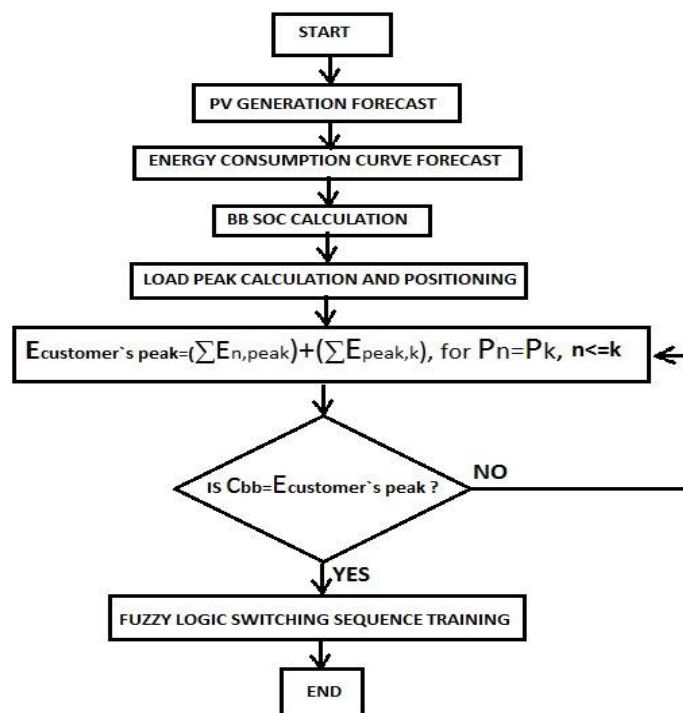 START
PV GENERATION FORECAST
ENERGY CONSUMPTION CURVE FORECAST
BB SOC CALCULATION
LOAD PEAK CALCULATION AND POSITIONING
Ecustomer`s peak=(∑En,peak)+(∑Epeak,k), for Pn=Pk, n<=k
IS Cbb=Ecustomer`s peak ?
NO
YES
FUZZY LOGIC SWITCHING SEQUENCE TRAINING
END